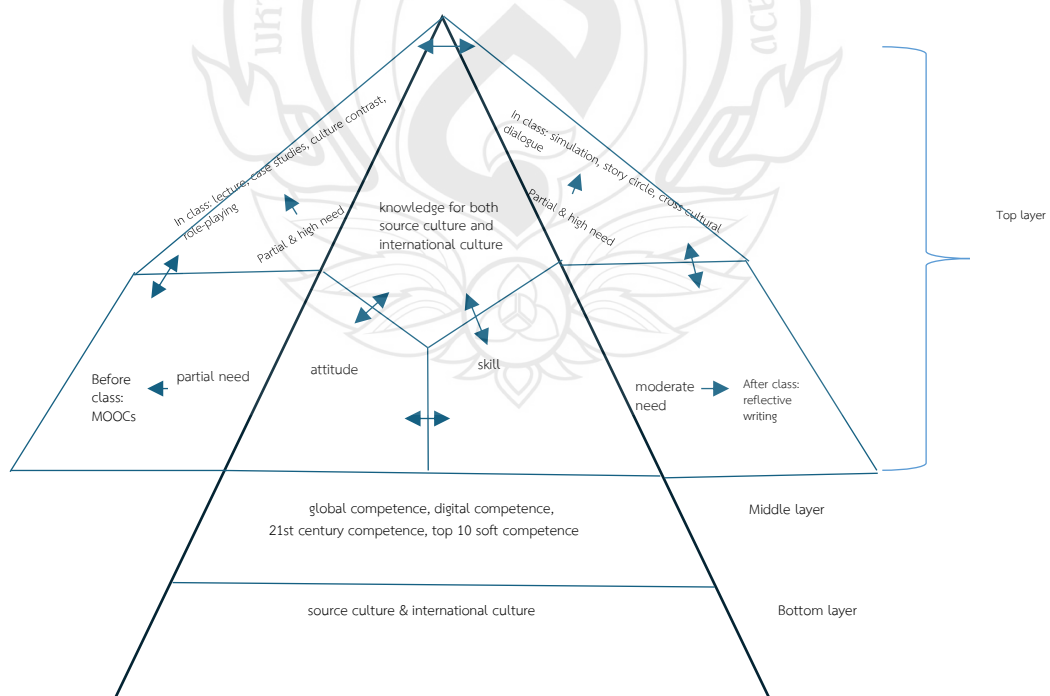 มหา
In class: lecture, case studies, culture contrast,
role-playing
Partial & high need
In class: simulation, story circle, cross cultural
dialogue
Partial & high need
knowledge for both
source culture and
international culture
Top layer
Before
class:
MOOCs
partial need
attitude
skill
moderate
need
After class:
reflective
writing
global competence, digital competence,
21st century competence, top 10 soft competence
Middle layer
source culture & international culture
Bottom layer